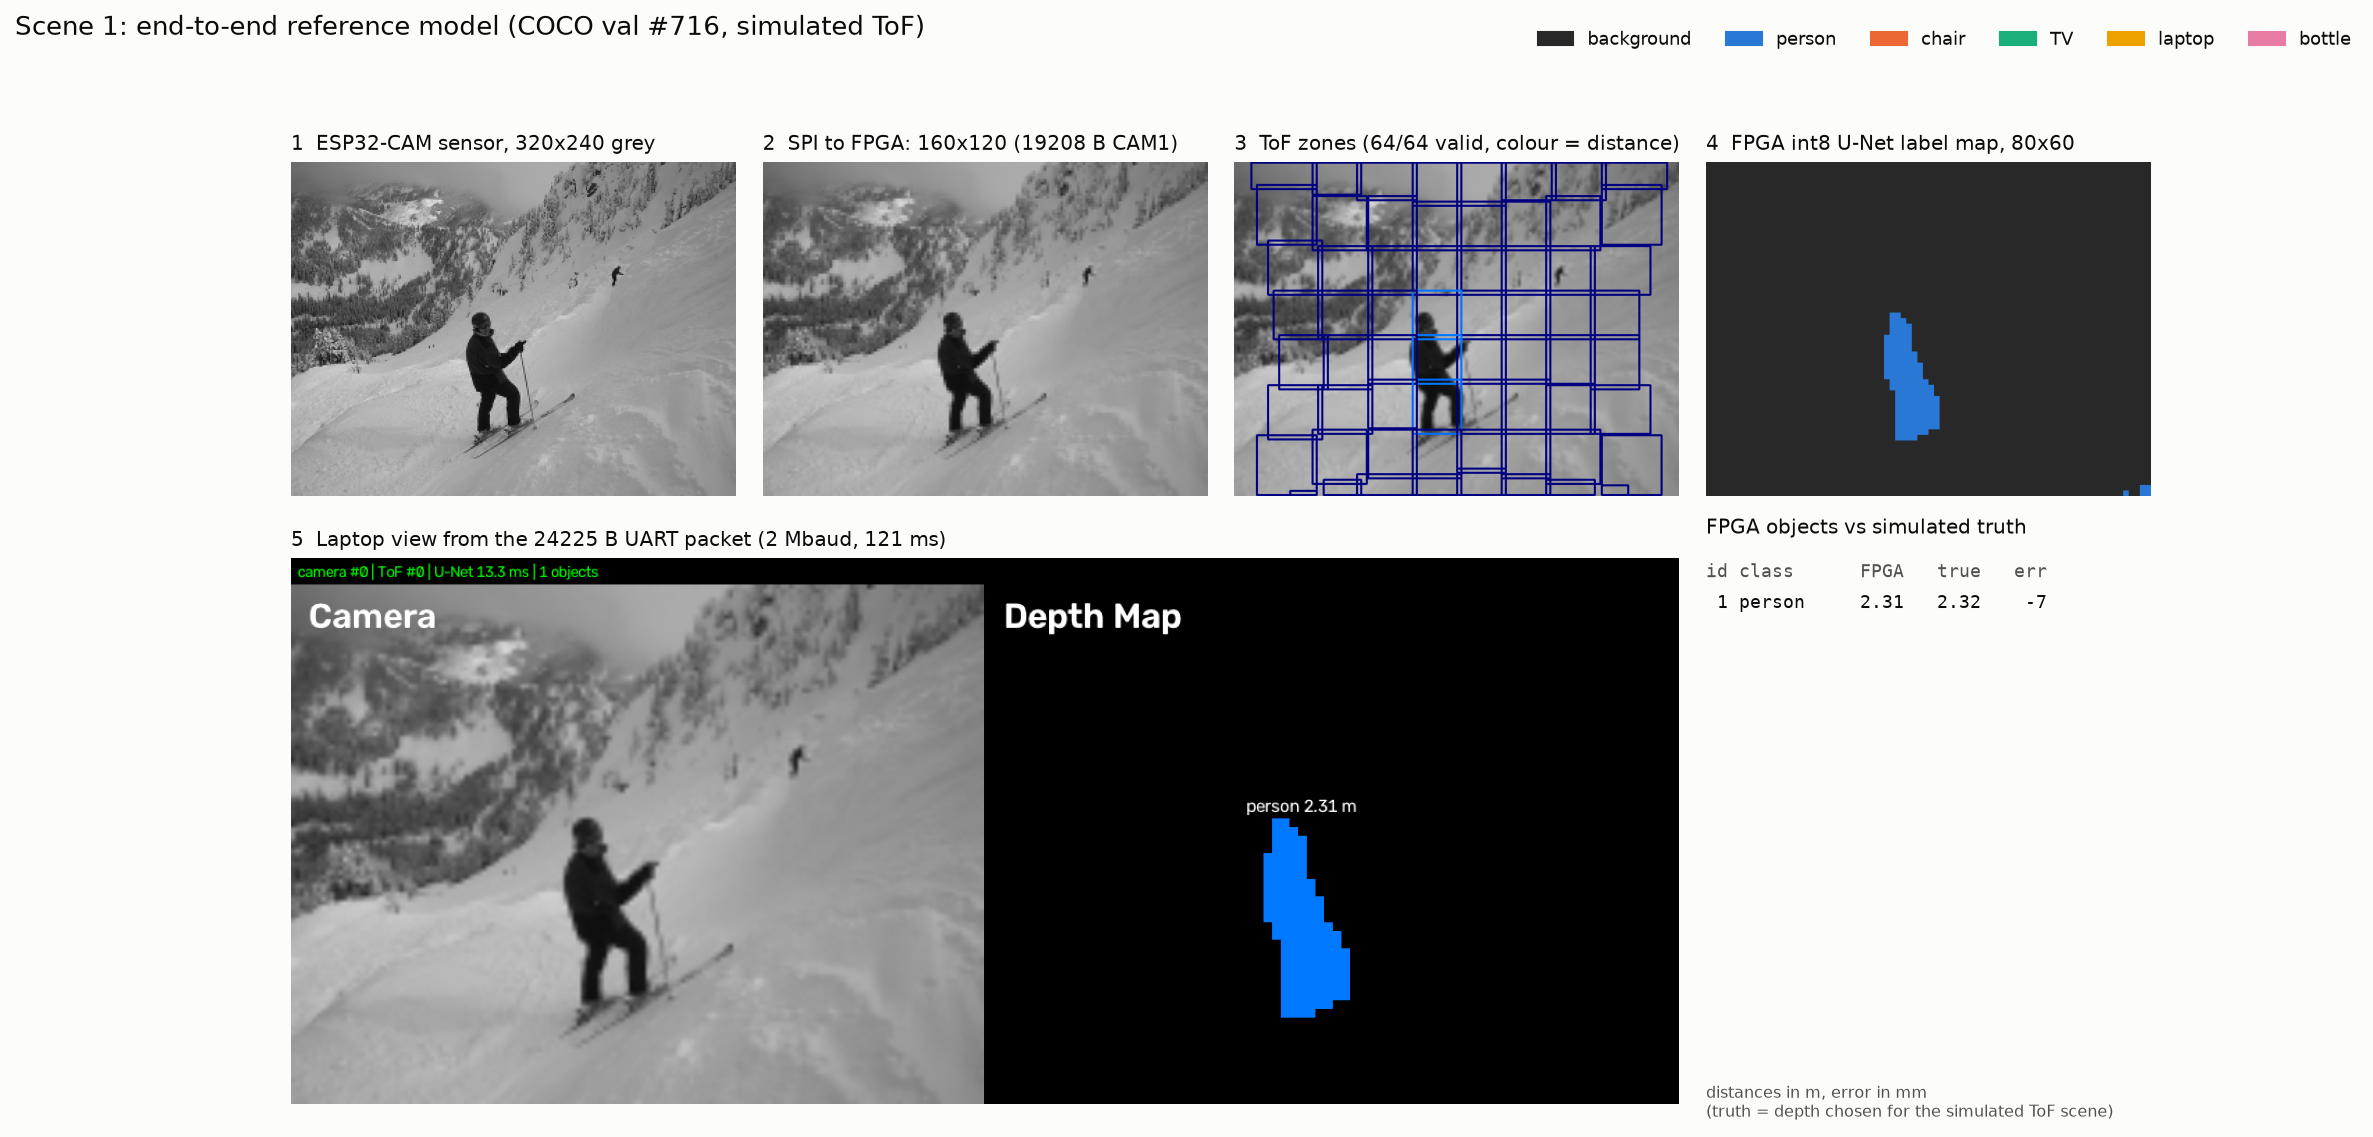 Scene 1: end-to-end reference model (COCO val #716, simulated ToF)
background person chair TV laptop bottle
1 ESP32-CAM sensor, 320x240 grey
2 SPI to FPGA: 160x120 (19208 B CAM1)
3 ToF zones (64/64 valid, colour = distance)
4 FPGA int8 U-Net label map, 80x60
5 Laptop view from the 24225 B UART packet (2 Mbaud, 121 ms)
camera #0 | ToF #0 | U-Net 13.3 ms | 1 objects
Camera
Depth Map
person 2.31 m
FPGA objects vs simulated truth
id class FPGA true err
1 person 2.31 2.32 -7
distances in m, error in mm
(truth = depth chosen for the simulated ToF scene)